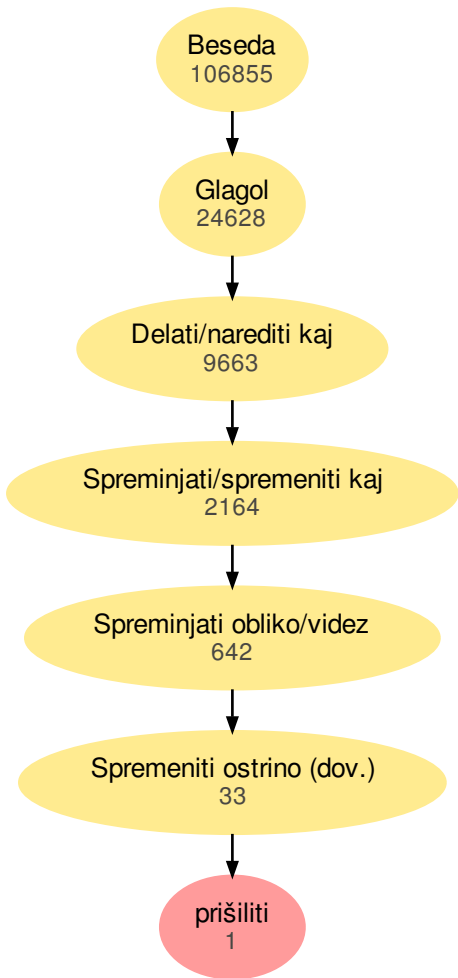 Beseda
106855
Glagol
24628
Delati/narediti kaj
9663
Spreminjati/spremeniti kaj
2164
Spreminjati obliko/videz
642
Spremeniti ostrino (dov.)
33
prišiliti
1